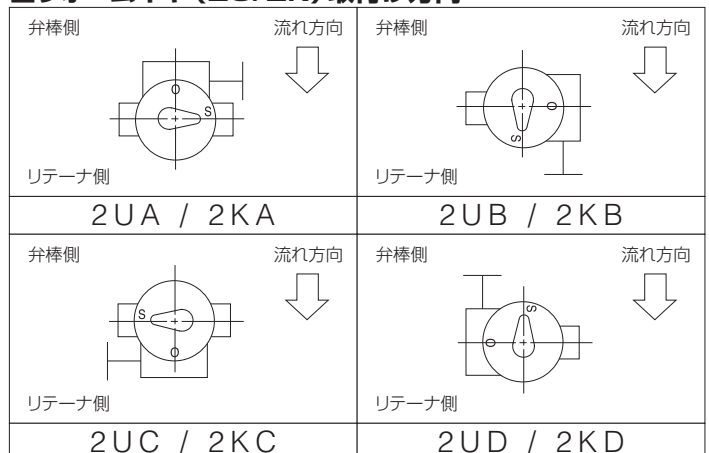 弁棒側 流れ方向
O
S
リテーナ側
2UA / 2KA
弁棒側 流れ方向
O
S
リテーナ側
2UB / 2KB
弁棒側 流れ方向
S
O
リテーナ側
2UC / 2KC
弁棒側 流れ方向
S
O
リテーナ側
2UD / 2KD